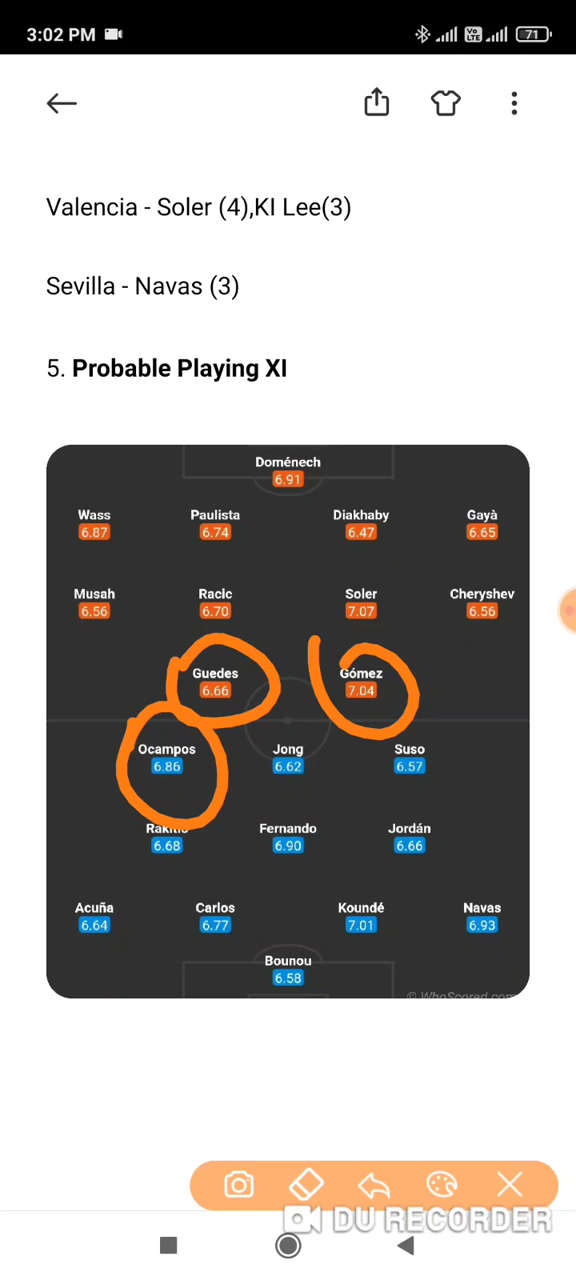 3:02 PM
Vo LTE
71
Valencia - Soler (4),KI Lee(3)
Sevilla - Navas (3)
5. Probable Playing XI
Doménech
6.91
Wass Paulista Diakhaby Gayà
6.87 6.74 6.47 6.65
Musah Racic Soler Cheryshev
6.56 6.70 7.07 6.56
Guedes Gómez
6.66 7.04
Ocampos Jong Suso
6.86 6.62 6.57
Fernando Jordán
6.68 6.90 6.66
Acuña Carlos Koundé Navas
6.64 6.77 7.01 6.93
Bounou
6.58
© WhoScored.com
DU RECORDER